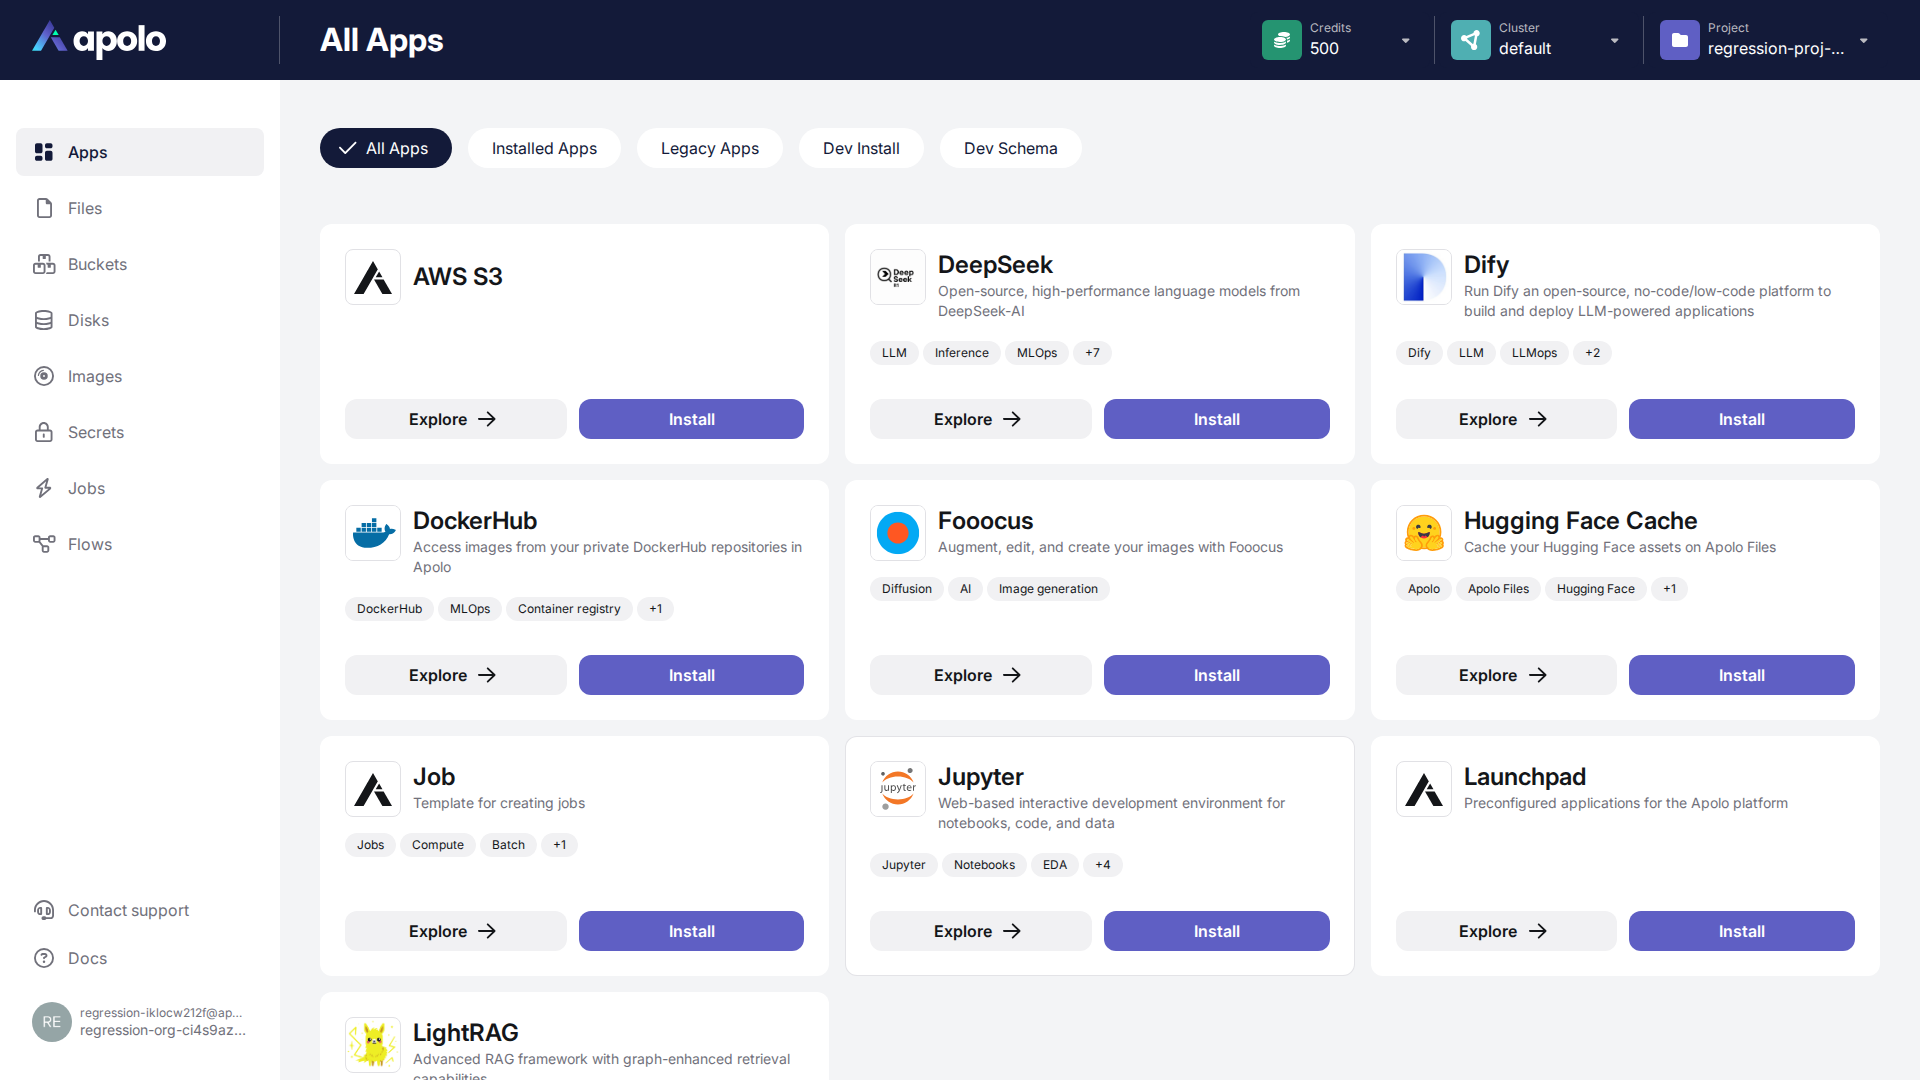 apolo
All Apps
Credits
500
Cluster
default
Project
regression-proj-...
Apps
Files
Buckets
Disks
Images
Secrets
Jobs
Flows
Contact support
Docs
RE
regression-iklocw212f@ap...
regression-org-ci4s9az...
All Apps
Installed Apps
Legacy Apps
Dev Install
Dev Schema
AWS S3
Explore
Install
Deep
Seek
R1
DeepSeek
Open-source, high-performance language models from
DeepSeek-AI
LLM
Inference
MLOps
+7
Explore
Install
Dify
Run Dify an open-source, no-code/low-code platform to
build and deploy LLM-powered applications
Dify
LLM
LLMops
+2
Explore
Install
DockerHub
Access images from your private DockerHub repositories in
Apolo
DockerHub
MLOps
Container registry
+1
Explore
Install
Fooocus
Augment, edit, and create your images with Fooocus
Diffusion
AI
Image generation
Explore
Install
Hugging Face Cache
Cache your Hugging Face assets on Apolo Files
Apolo
Apolo Files
Hugging Face
+1
Explore
Install
Job
Template for creating jobs
Jobs
Compute
Batch
+1
Explore
Install
jupyter
Jupyter
Web-based interactive development environment for
notebooks, code, and data
Jupyter
Notebooks
EDA
+4
Explore
Install
Launchpad
Preconfigured applications for the Apolo platform
Explore
Install
LightRAG
Advanced RAG framework with graph-enhanced retrieval
capabilities